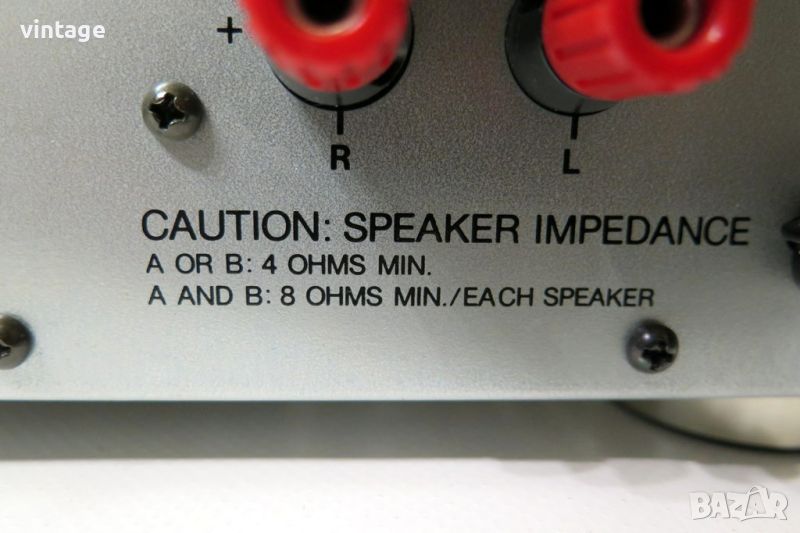 vintage
+
R L
CAUTION: SPEAKER IMPEDANCE
A OR B: 4 OHMS MIN.
A AND B: 8 OHMS MIN./EACH SPEAKER
BAZAR